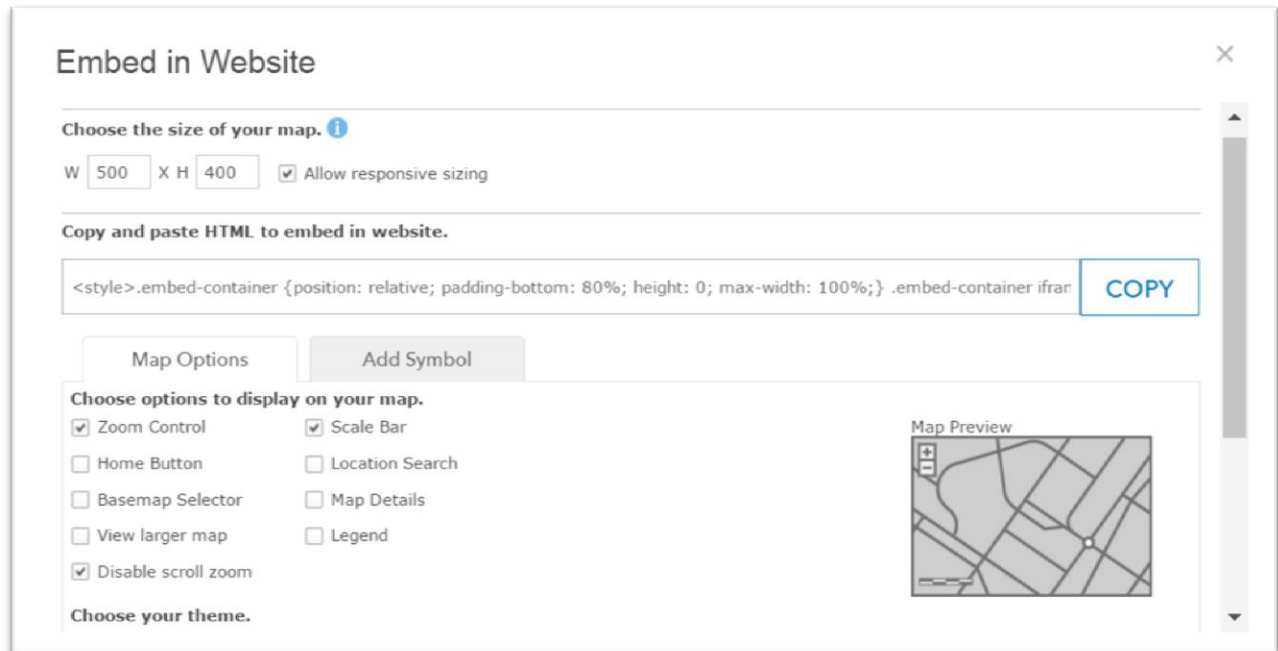 Embed in Website
Choose the size of your map.
W 500 X H 400 Allow responsive sizing
Copy and paste HTML to embed in website.
<style>.embed-container {position: relative; padding-bottom: 80%; height: 0; max-width: 100%;} .embed-container ifran COPY
Map Options Add Symbol
Choose options to display on your map.
Zoom Control Scale Bar Map Preview
Home Button Location Search
Basemap Selector Map Details
View larger map Legend
Disable scroll zoom
Choose your theme.